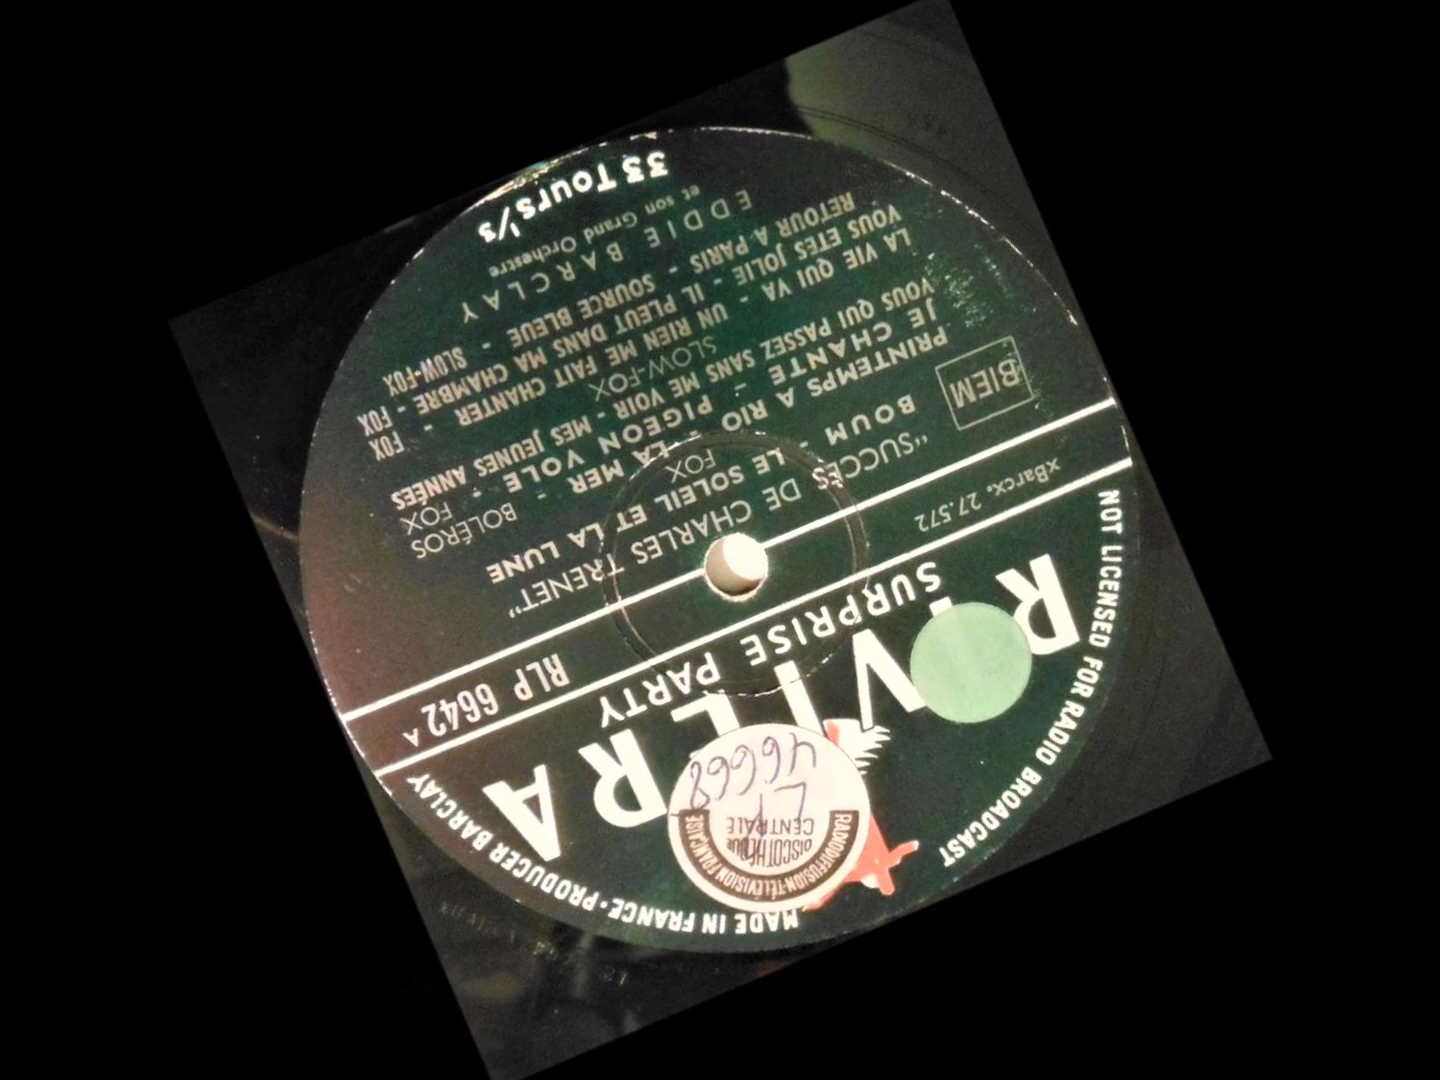 MADE IN FRANCE • PRODUCER BARCLAY
NOT LICENSED FOR RADIO BROADCAST
RADIODIFFUSION-TÉLÉVISION FRANÇAISE
DISCOTHÈQUE
CENTRALE
LP
46668
RIVIERA
SURPRISE PARTY
xBarcx. 27.572
RLP 6642 A
BIEM
"SUCCÈS DE CHARLES TRENET"
BOUM - LE SOLEIL ET LA LUNE
FOX
PRINTEMPS A RIO - LA MER - BOLÉROS
JE CHANTE - PIGEON VOLE - FOX
VOUS QUI PASSEZ SANS ME VOIR - MES JEUNES ANNÉES
SLOW-FOX
LA VIE QUI VA - UN RIEN ME FAIT CHANTER - FOX
VOUS ETES JOLIE - IL PLEUT DANS MA CHAMBRE - FOX
RETOUR A PARIS - SOURCE BLEUE - SLOW-FOX
EDDIE BARCLAY
et son Grand Orchestre
33 Tours 1/3